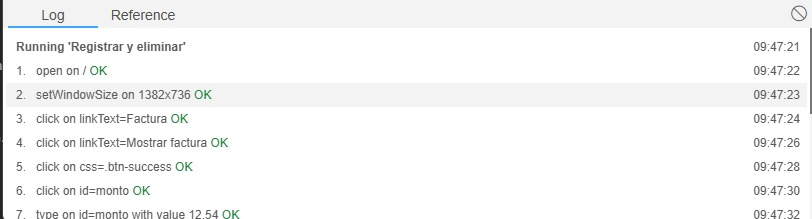 Log Reference
Running 'Registrar y eliminar' 09:47:21
1. open on / OK 09:47:22
2. setWindowSize on 1382x736 OK 09:47:23
3. click on linkText=Factura OK 09:47:24
4. click on linkText=Mostrar factura OK 09:47:26
5. click on css=.btn-success OK 09:47:28
6. click on id=monto OK 09:47:30
7. type on id=monto with value 12.54 OK 09:47:32